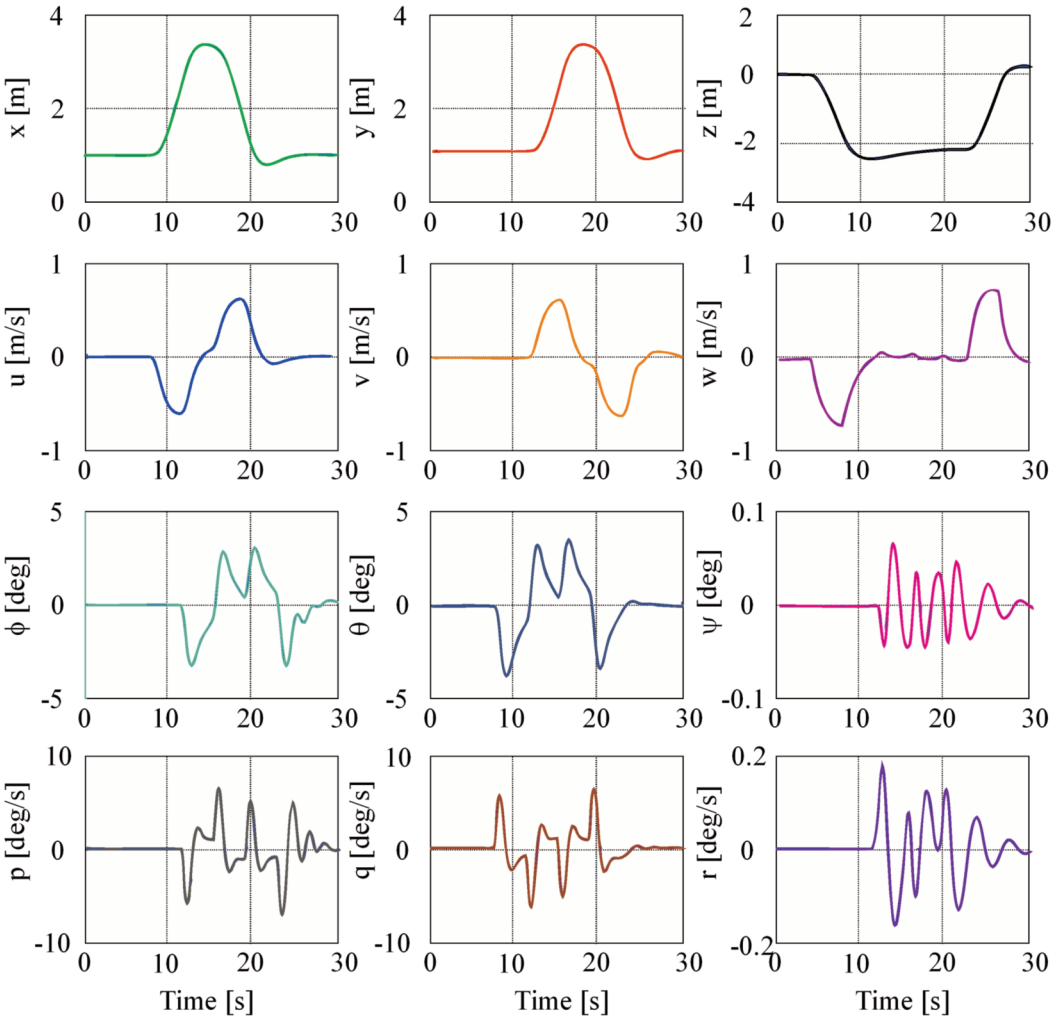 4 4 2
x [m] 2 y [m] 2 z [m] 0
-2
0 0 -4
0 10 20 30 0 10 20 30 0 10 20 30
1 1 1
u [m/s] 0 v [m/s] 0 w [m/s] 0
-1 -1 -1
0 10 20 30 0 10 20 30 0 10 20 30
5 5 0.1
ϕ [deg] 0 θ [deg] 0 ψ [deg] 0
-5 -5 -0.1
0 10 20 30 0 10 20 30 0 10 20 30
10 10 0.2
p [deg/s] 0 q [deg/s] 0 r [deg/s] 0
-10 -10 -0.2
0 10 20 30 0 10 20 30 0 10 20 30
Time [s] Time [s] Time [s]